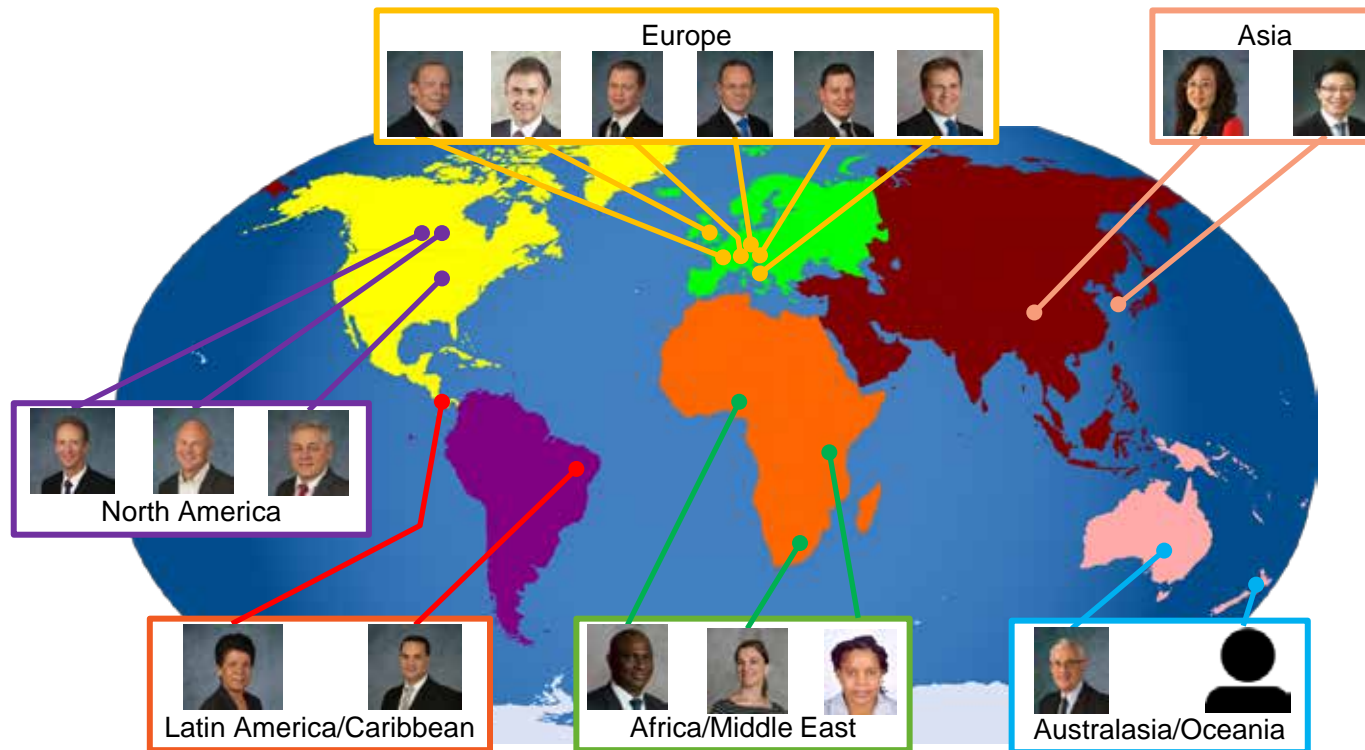 Europe
Asia
North America
Latin America/Caribbean
Africa/Middle East
Australasia/Oceania